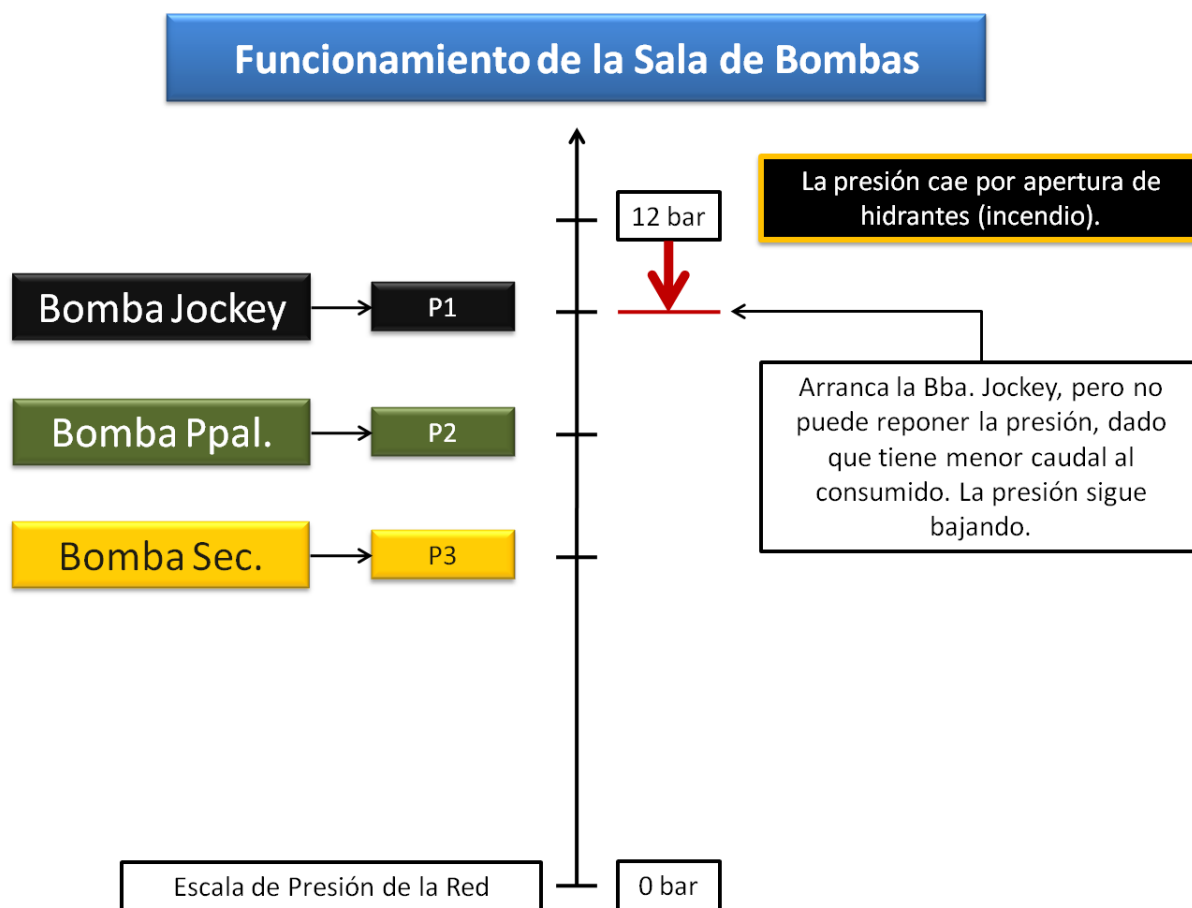 Funcionamiento de la Sala de Bombas
12 bar
La presión cae por apertura de
hidrantes (incendio).
Bomba Jockey
P1
Arranca la Bba. Jockey, pero no
puede reponer la presión, dado
que tiene menor caudal al
consumido. La presión sigue
bajando.
Bomba Ppal.
P2
Bomba Sec.
P3
Escala de Presión de la Red
0 bar